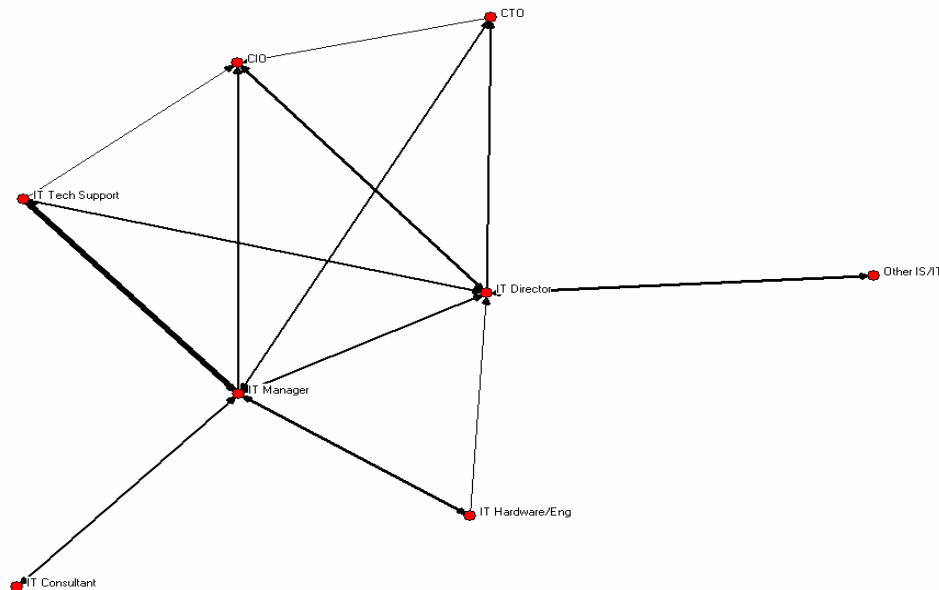 CTO
CIO
IT Tech Support
Other IS/IT
IT Director
IT Manager
IT Hardware/Eng
IT Consultant